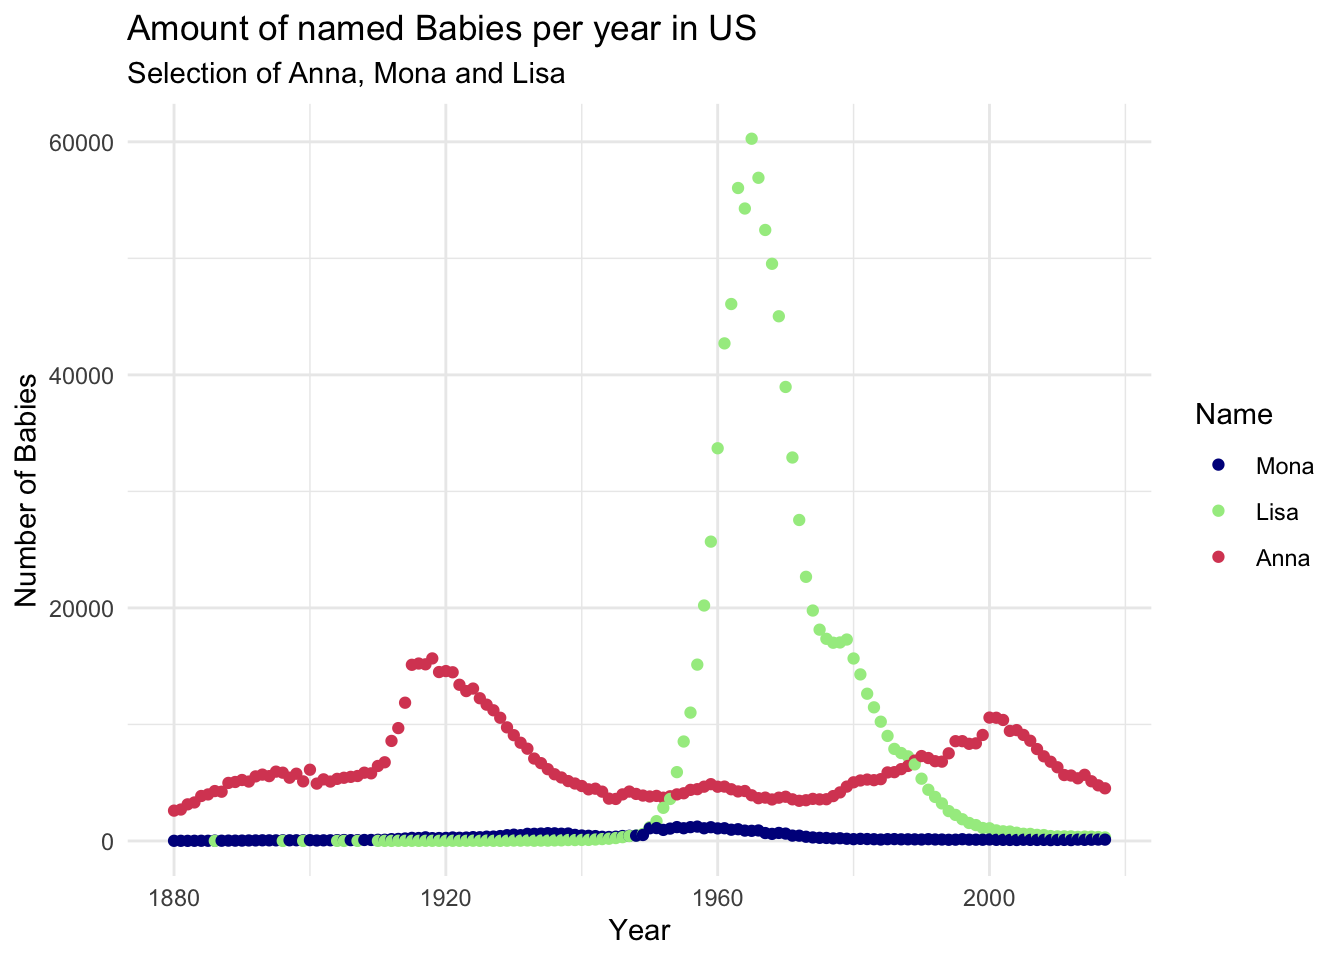 Amount of named Babies per year in US
Selection of Anna, Mona and Lisa
60000
40000
20000
0
Number of Babies
1880
1920
1960
2000
Year
Name
Mona
Lisa
Anna